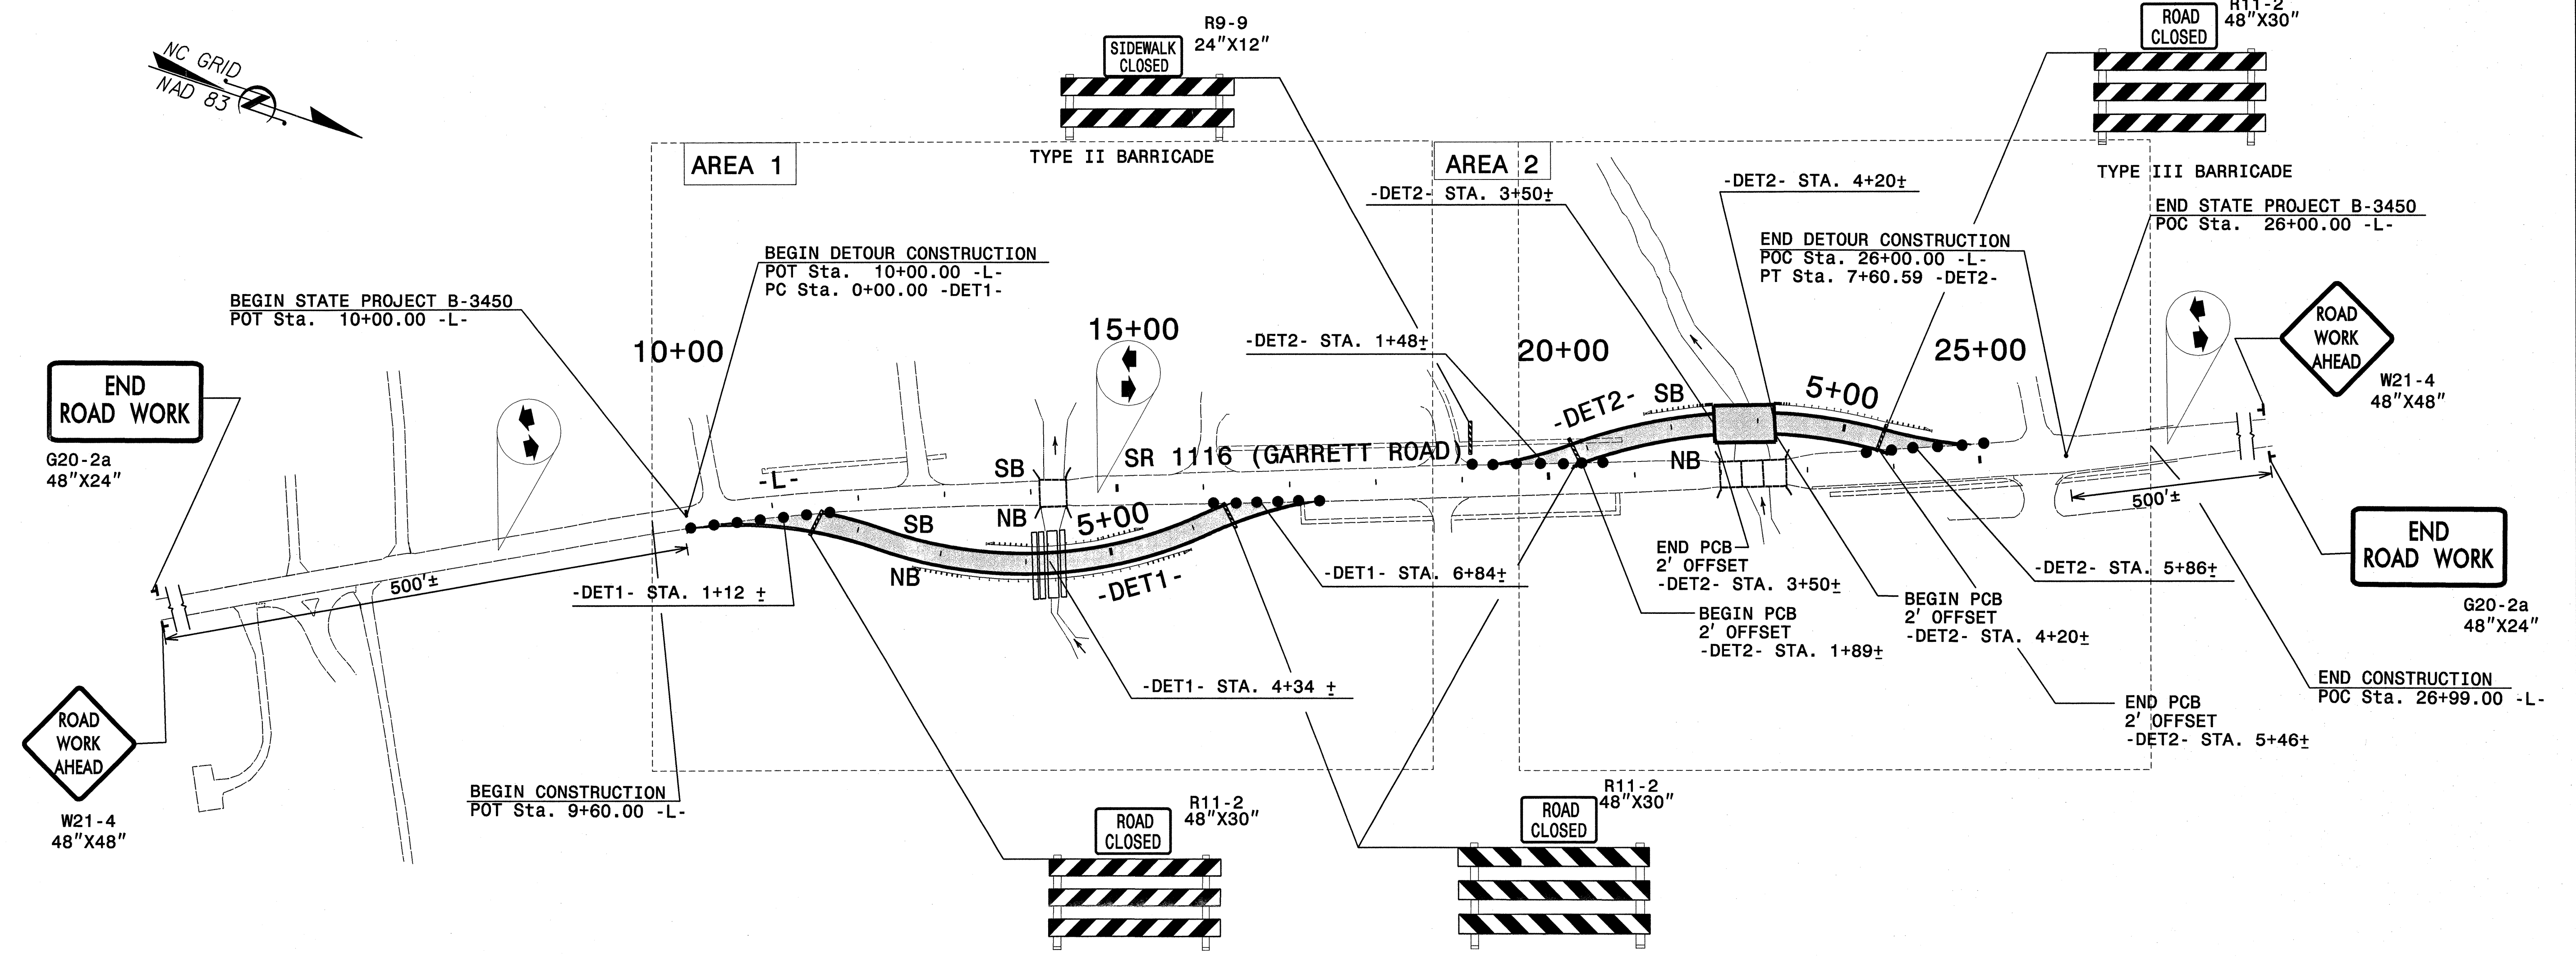 NC GRID
NAD 83
R9-9
24"X12"
SIDEWALK
CLOSED
TYPE II BARRICADE
R11-2
48"X30"
ROAD
CLOSED
TYPE III BARRICADE
AREA 1
AREA 2
-DET2- STA. 3+50±
-DET2- STA. 4+20±
END STATE PROJECT B-3450
POC Sta. 26+00.00 -L-
END DETOUR CONSTRUCTION
POC Sta. 26+00.00 -L-
PT Sta. 7+60.59 -DET2-
BEGIN DETOUR CONSTRUCTION
POT Sta. 10+00.00 -L-
PC Sta. 0+00.00 -DET1-
BEGIN STATE PROJECT B-3450
POT Sta. 10+00.00 -L-
END
ROAD WORK
G20-2a
48"X24"
10+00
15+00
-DET2- STA. 1+48±
20+00
25+00
ROAD
WORK
AHEAD
W21-4
48"X48"
-DET2-
SB
5+00
SB
SR 1116 (GARRETT ROAD)
NB
-L-
SB
NB
5+00
NB
-DET1-
500'±
500'±
-DET1- STA. 1+12 ±
-DET1- STA. 6+84±
END PCB
2' OFFSET
-DET2- STA. 3+50±
BEGIN PCB
2' OFFSET
-DET2- STA. 1+89±
BEGIN PCB
2' OFFSET
-DET2- STA. 4+20±
-DET2- STA. 5+86±
END
ROAD WORK
G20-2a
48"X24"
-DET1- STA. 4+34 ±
END CONSTRUCTION
POC Sta. 26+99.00 -L-
END PCB
2' OFFSET
-DET2- STA. 5+46±
ROAD
WORK
AHEAD
W21-4
48"X48"
BEGIN CONSTRUCTION
POT Sta. 9+60.00 -L-
R11-2
48"X30"
ROAD
CLOSED
R11-2
48"X30"
ROAD
CLOSED